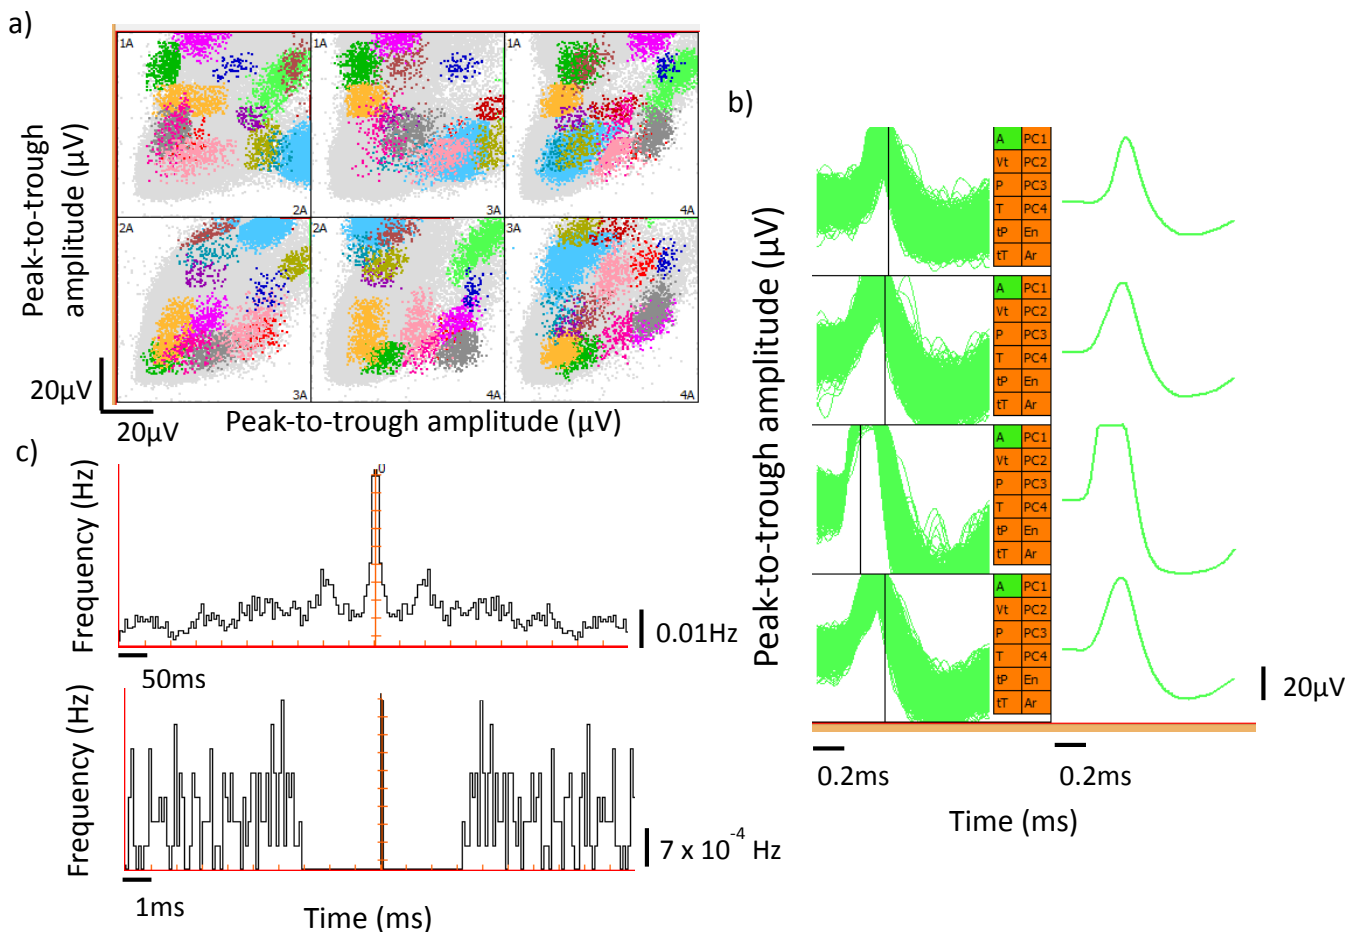 a)
Peak-to-trough
amplitude (µV)
1A
2A
1A
3A
1A
4A
2A
3A
2A
4A
3A
4A
20µV
20µV
Peak-to-trough amplitude (µV)
b)
Peak-to-trough amplitude (µV)
A PC1
Vt PC2
P PC3
T PC4
tP En
tT Ar
A PC1
Vt PC2
P PC3
T PC4
tP En
tT Ar
A PC1
Vt PC2
P PC3
T PC4
tP En
tT Ar
A PC1
Vt PC2
P PC3
T PC4
tP En
tT Ar
20µV
0.2ms
0.2ms
Time (ms)
c)
Frequency (Hz)
0
0.01Hz
50ms
Frequency (Hz)
7 x 10⁻⁴ Hz
1ms
Time (ms)